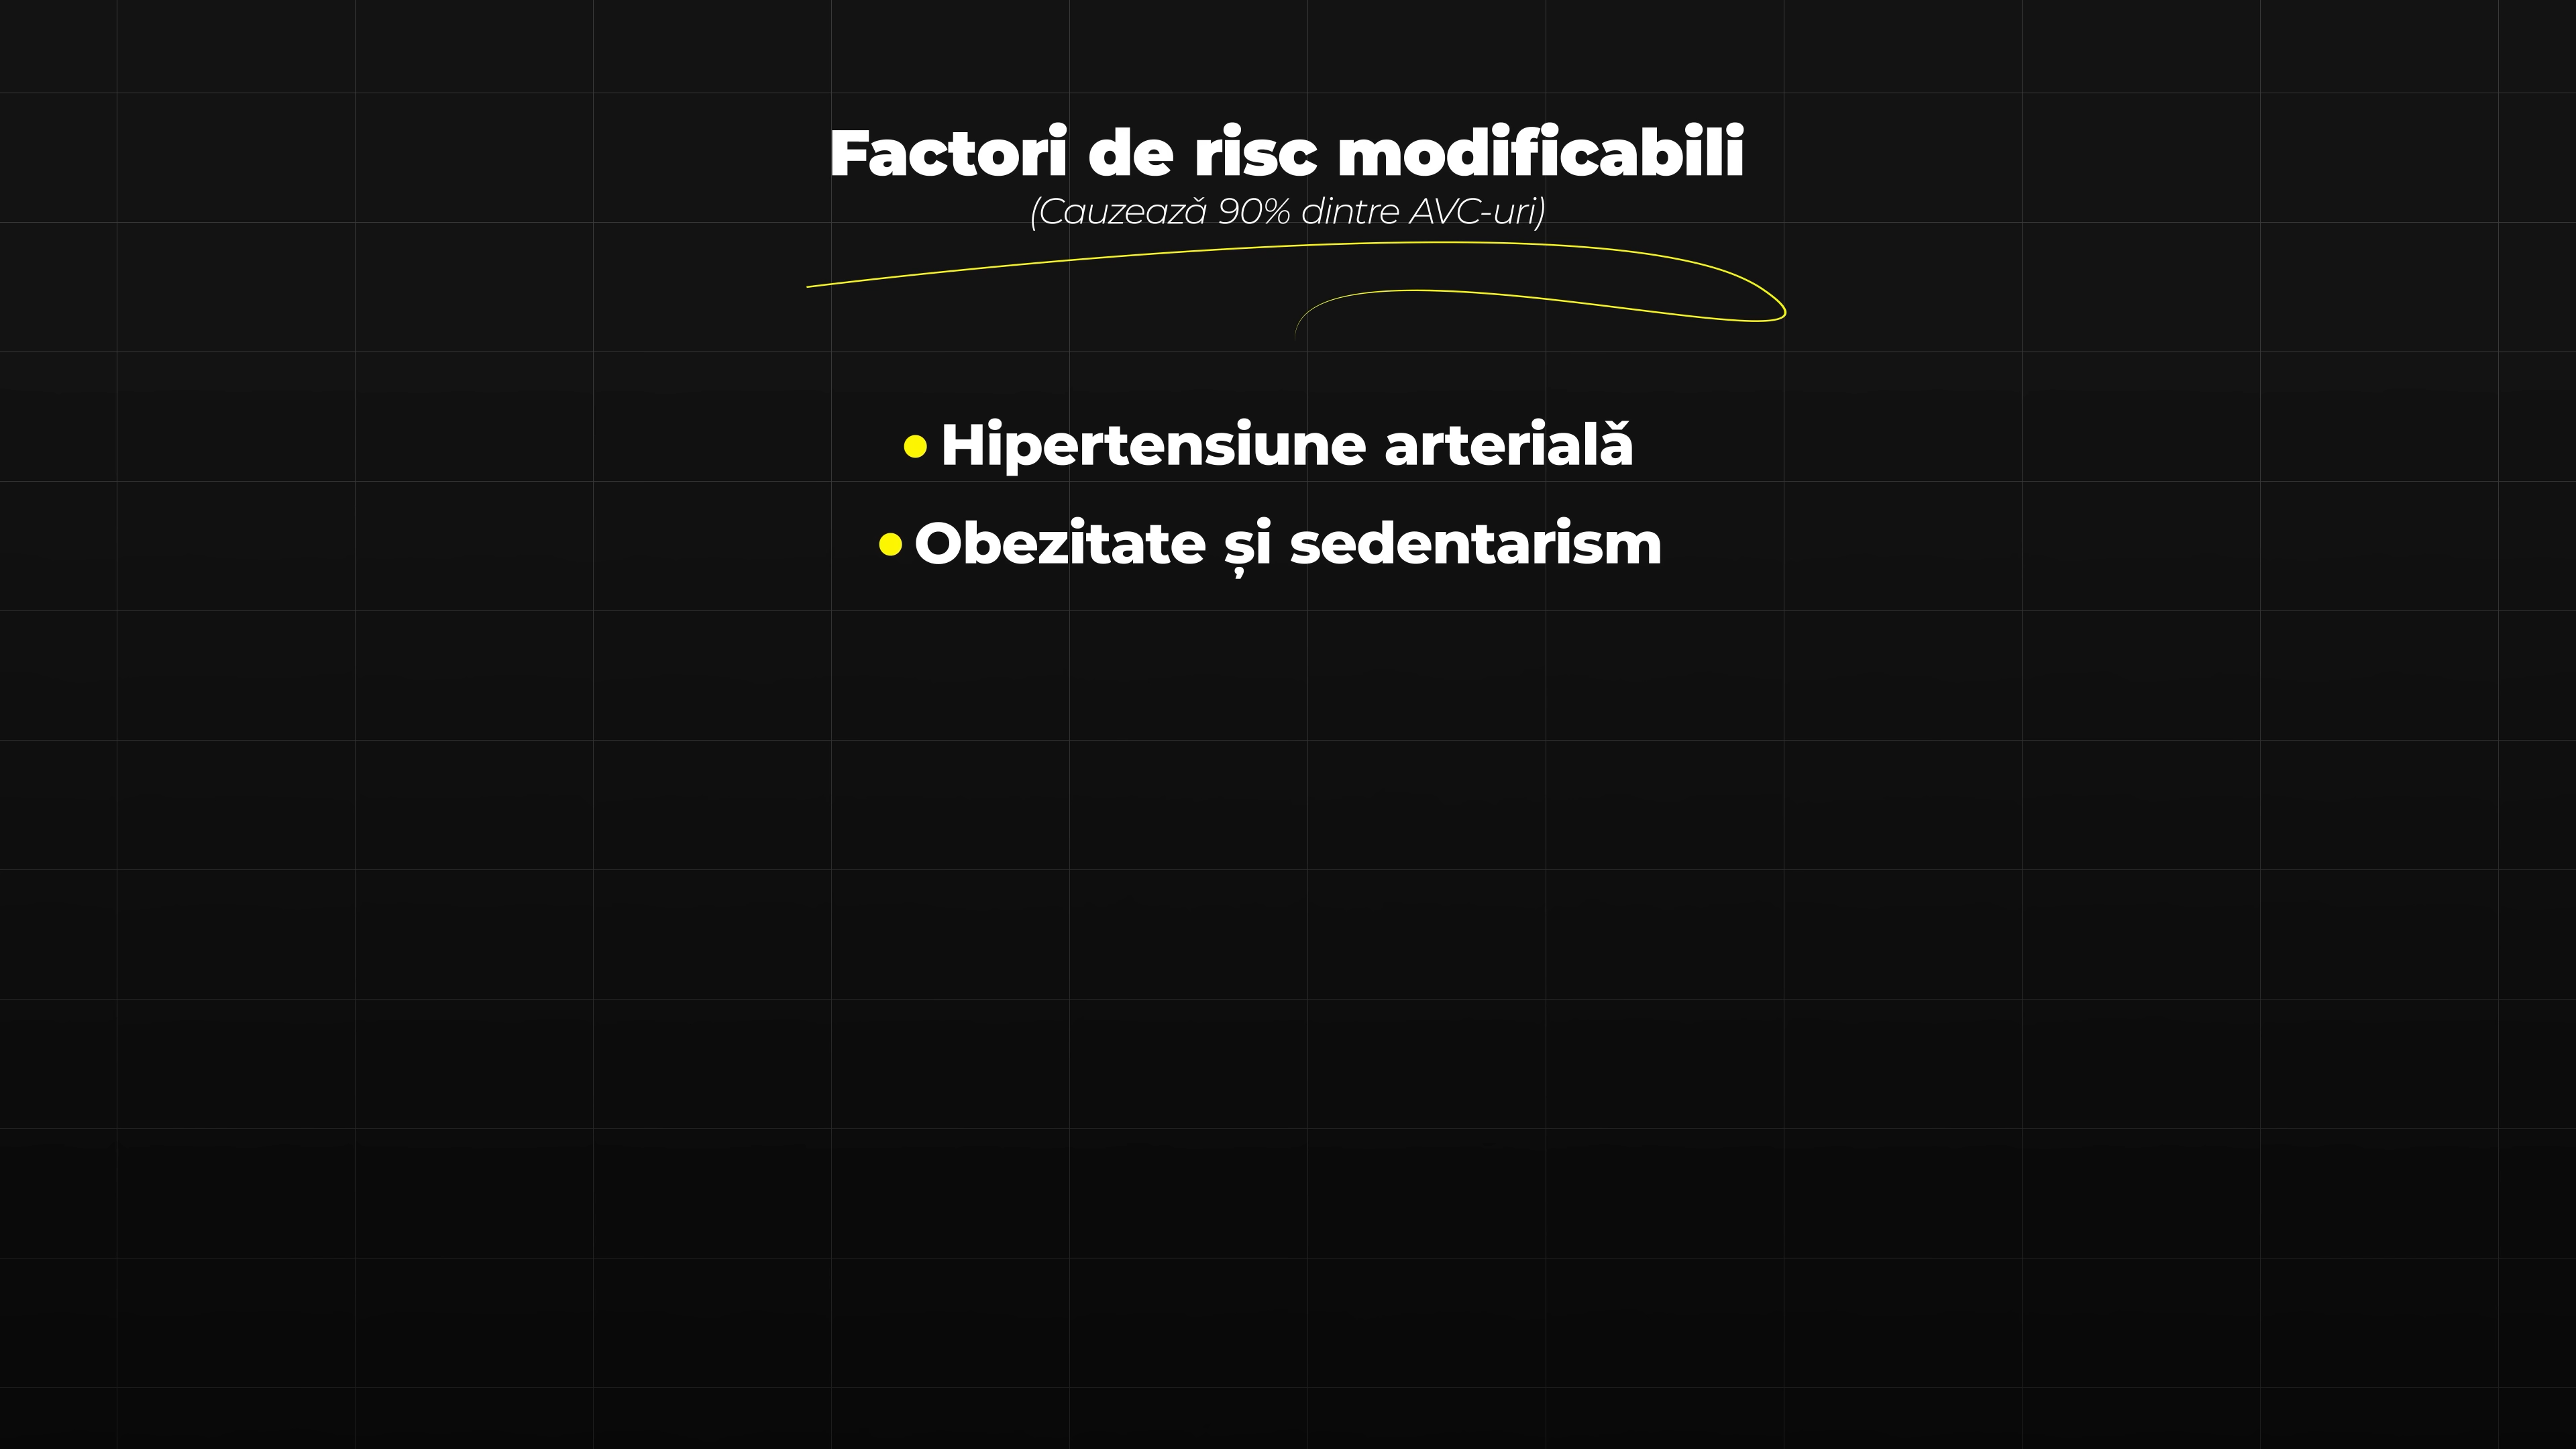 Factori de risc modificabili
(Cauzează 90% dintre AVC-uri)
• Hipertensiune arterială
• Obezitate și sedentarism